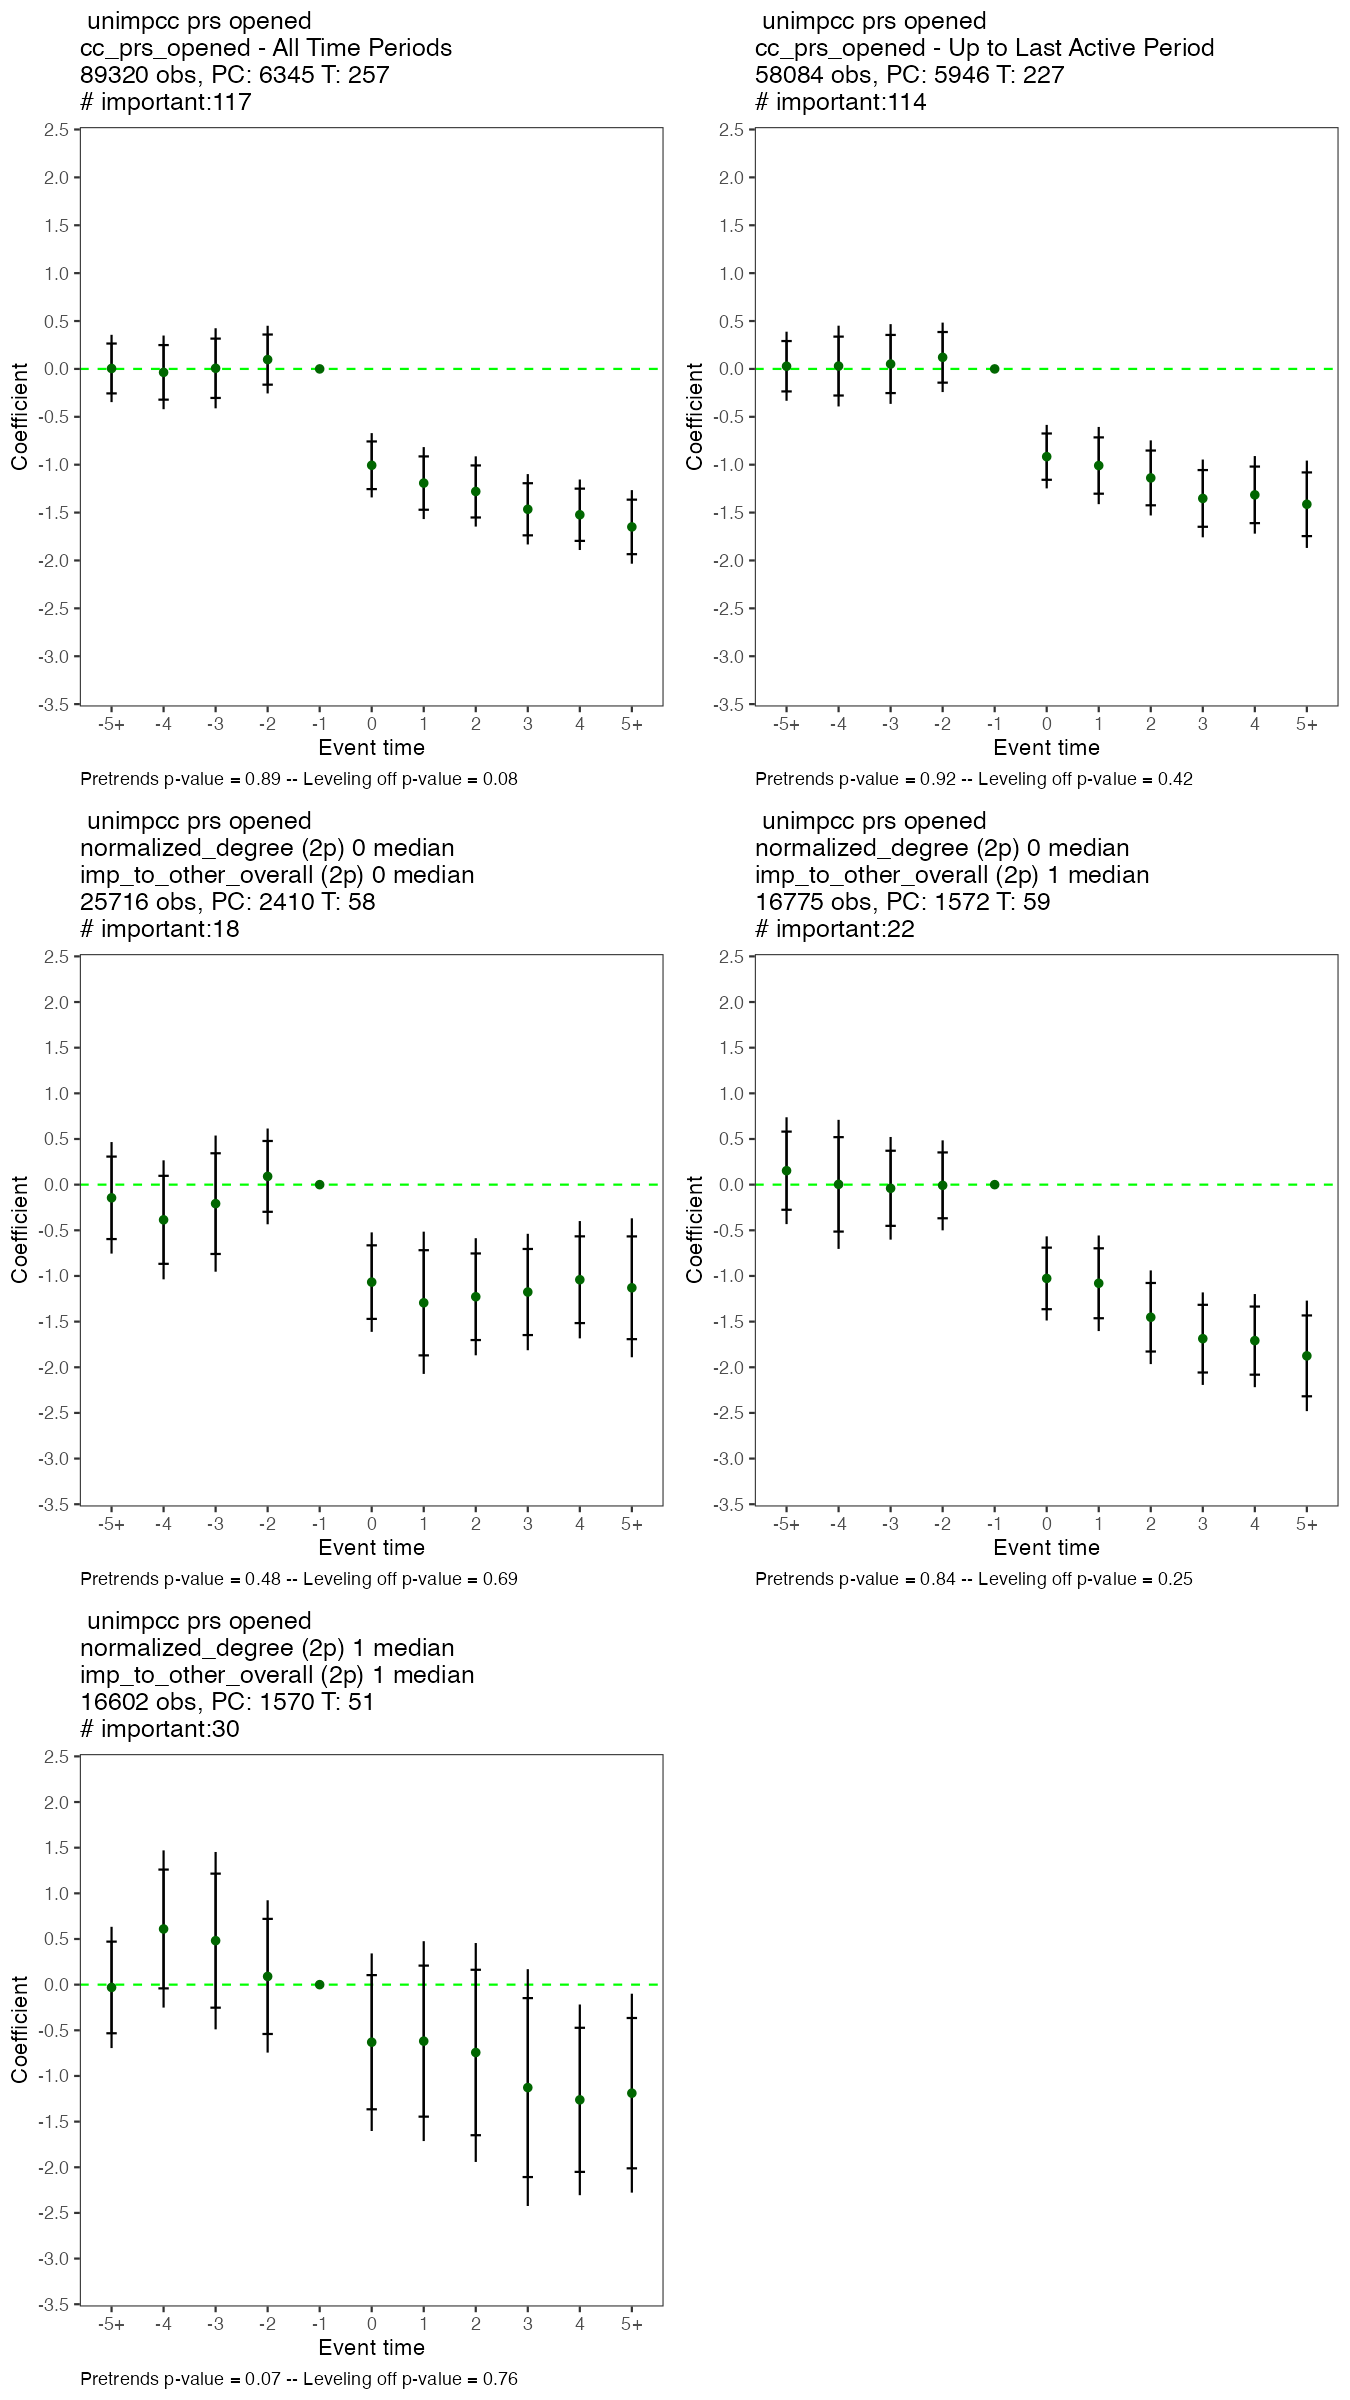 unimpcc prs opened
cc_prs_opened - All Time Periods
89320 obs, PC: 6345 T: 257
# important:117
2.5
2.0
1.5
1.0
0.5
0.0
-0.5
-1.0
-1.5
-2.0
-2.5
-3.0
-3.5
Coefficient
-5+ -4 -3 -2 -1 0 1 2 3 4 5+
Event time
Pretrends p-value = 0.89 -- Leveling off p-value = 0.08
unimpcc prs opened
cc_prs_opened - Up to Last Active Period
58084 obs, PC: 5946 T: 227
# important:114
2.5
2.0
1.5
1.0
0.5
0.0
-0.5
-1.0
-1.5
-2.0
-2.5
-3.0
-3.5
Coefficient
-5+ -4 -3 -2 -1 0 1 2 3 4 5+
Event time
Pretrends p-value = 0.92 -- Leveling off p-value = 0.42
unimpcc prs opened
normalized_degree (2p) 0 median
imp_to_other_overall (2p) 0 median
25716 obs, PC: 2410 T: 58
# important:18
2.5
2.0
1.5
1.0
0.5
0.0
-0.5
-1.0
-1.5
-2.0
-2.5
-3.0
-3.5
Coefficient
-5+ -4 -3 -2 -1 0 1 2 3 4 5+
Event time
Pretrends p-value = 0.48 -- Leveling off p-value = 0.69
unimpcc prs opened
normalized_degree (2p) 0 median
imp_to_other_overall (2p) 1 median
16775 obs, PC: 1572 T: 59
# important:22
2.5
2.0
1.5
1.0
0.5
0.0
-0.5
-1.0
-1.5
-2.0
-2.5
-3.0
-3.5
Coefficient
-5+ -4 -3 -2 -1 0 1 2 3 4 5+
Event time
Pretrends p-value = 0.84 -- Leveling off p-value = 0.25
unimpcc prs opened
normalized_degree (2p) 1 median
imp_to_other_overall (2p) 1 median
16602 obs, PC: 1570 T: 51
# important:30
2.5
2.0
1.5
1.0
0.5
0.0
-0.5
-1.0
-1.5
-2.0
-2.5
-3.0
-3.5
Coefficient
-5+ -4 -3 -2 -1 0 1 2 3 4 5+
Event time
Pretrends p-value = 0.07 -- Leveling off p-value = 0.76